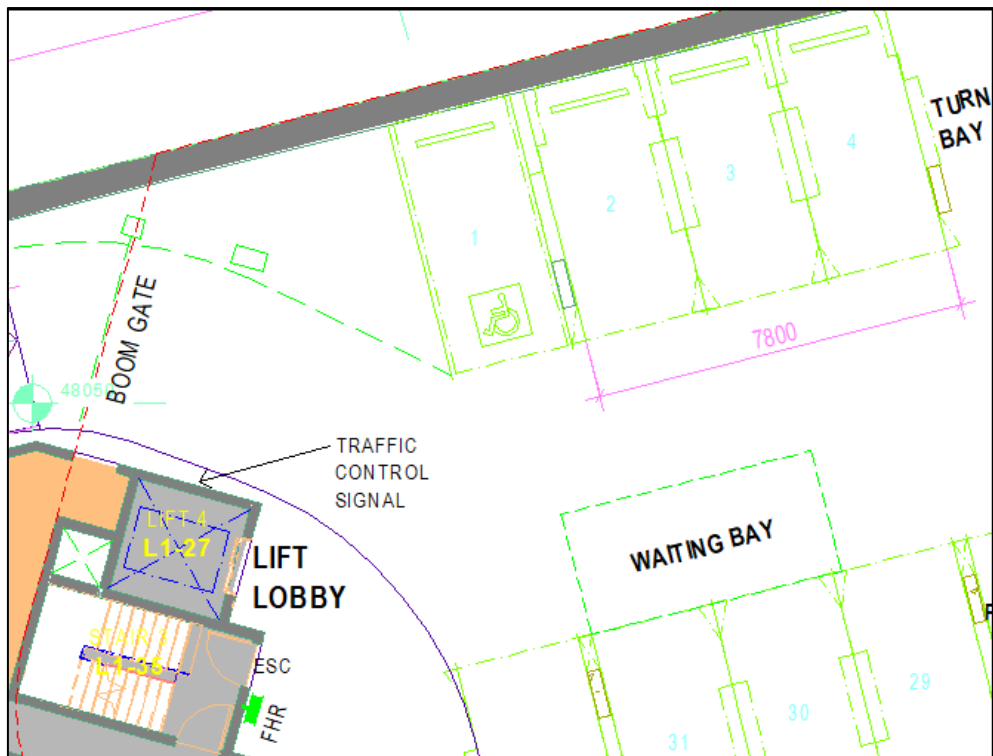 TURN
BAY
4
3
2
1
7800
BOOM GATE
48050
TRAFFIC
CONTROL
SIGNAL
LIFT 4
L1-27
LIFT
LOBBY
WAITING BAY
L1-35
ESC
FHR
29
30
31